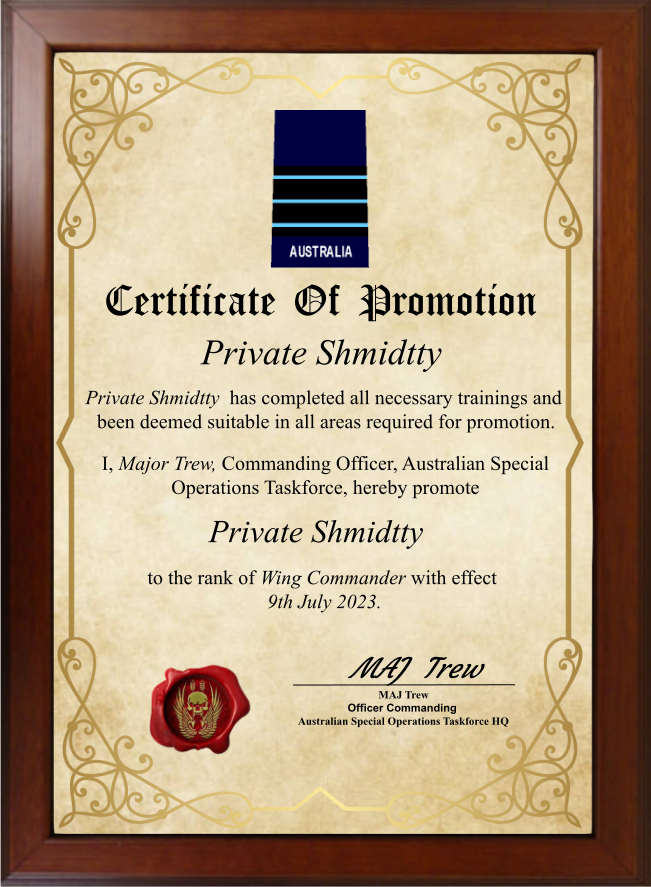 AUSTRALIA
Certificate Of Promotion
Private Shmidtty
Private Shmidtty has completed all necessary trainings and
been deemed suitable in all areas required for promotion.
I, Major Trew, Commanding Officer, Australian Special
Operations Taskforce, hereby promote
Private Shmidtty
to the rank of Wing Commander with effect
9th July 2023.
MAJ Trew
MAJ Trew
Officer Commanding
Australian Special Operations Taskforce HQ